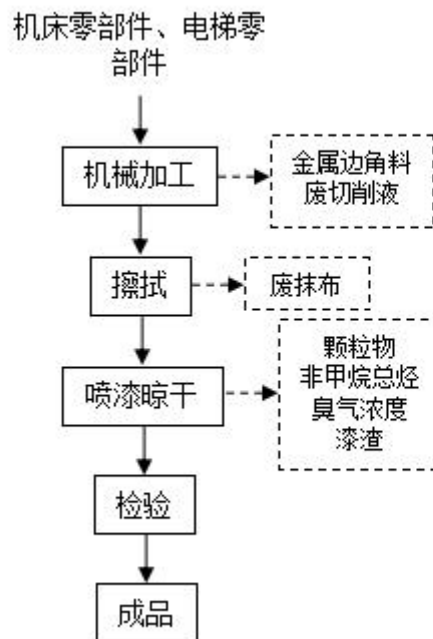 机床零部件、电梯零
部件
机械加工
金属边角料
废切削液
擦拭
废抹布
喷漆晾干
颗粒物
非甲烷总烃
臭气浓度
漆渣
检验
成品